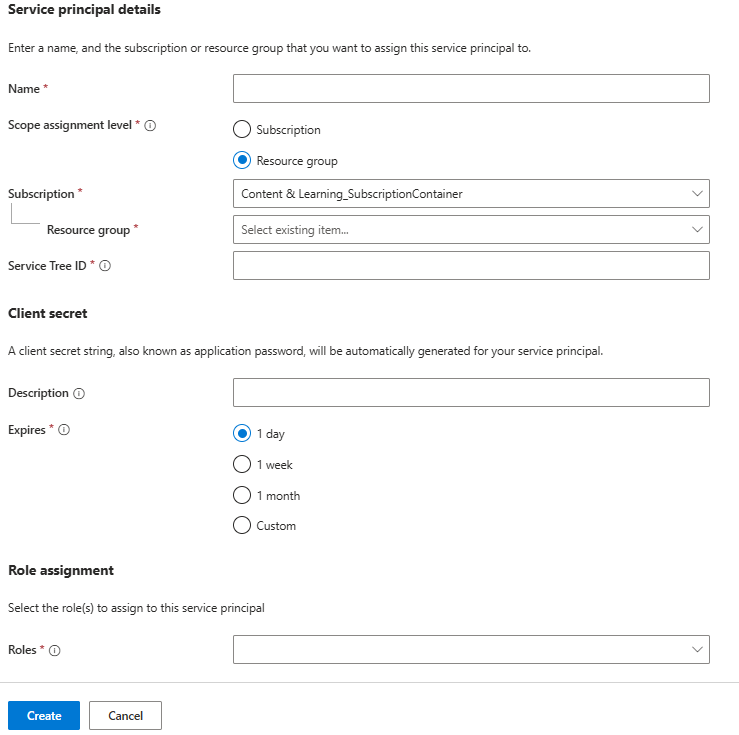 Service principal details
Enter a name, and the subscription or resource group that you want to assign this service principal to.
Name *
Scope assignment level *
Subscription
Resource group
Subscription *
Content & Learning_SubscriptionContainer
Resource group *
Select existing item...
Service Tree ID *
Client secret
A client secret string, also known as application password, will be automatically generated for your service principal.
Description
Expires *
1 day
1 week
1 month
Custom
Role assignment
Select the role(s) to assign to this service principal
Roles *
Create
Cancel